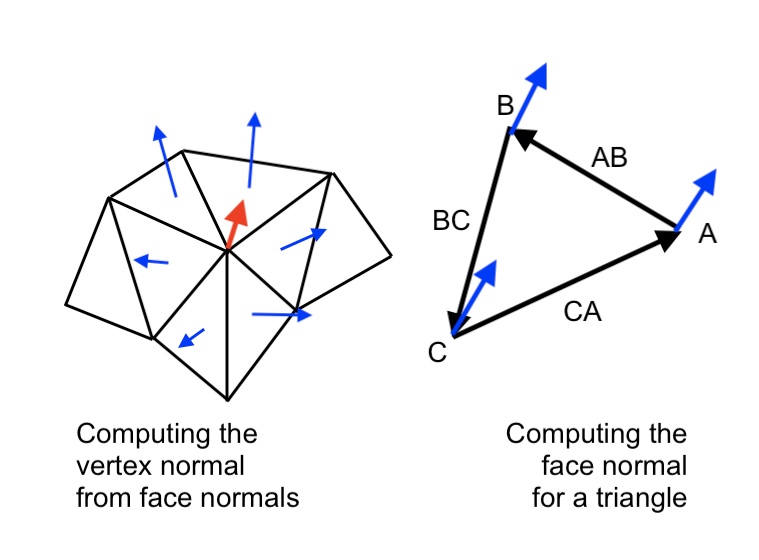 B
AB
BC
A
CA
C
Computing the
vertex normal
from face normals
Computing the
face normal
for a triangle